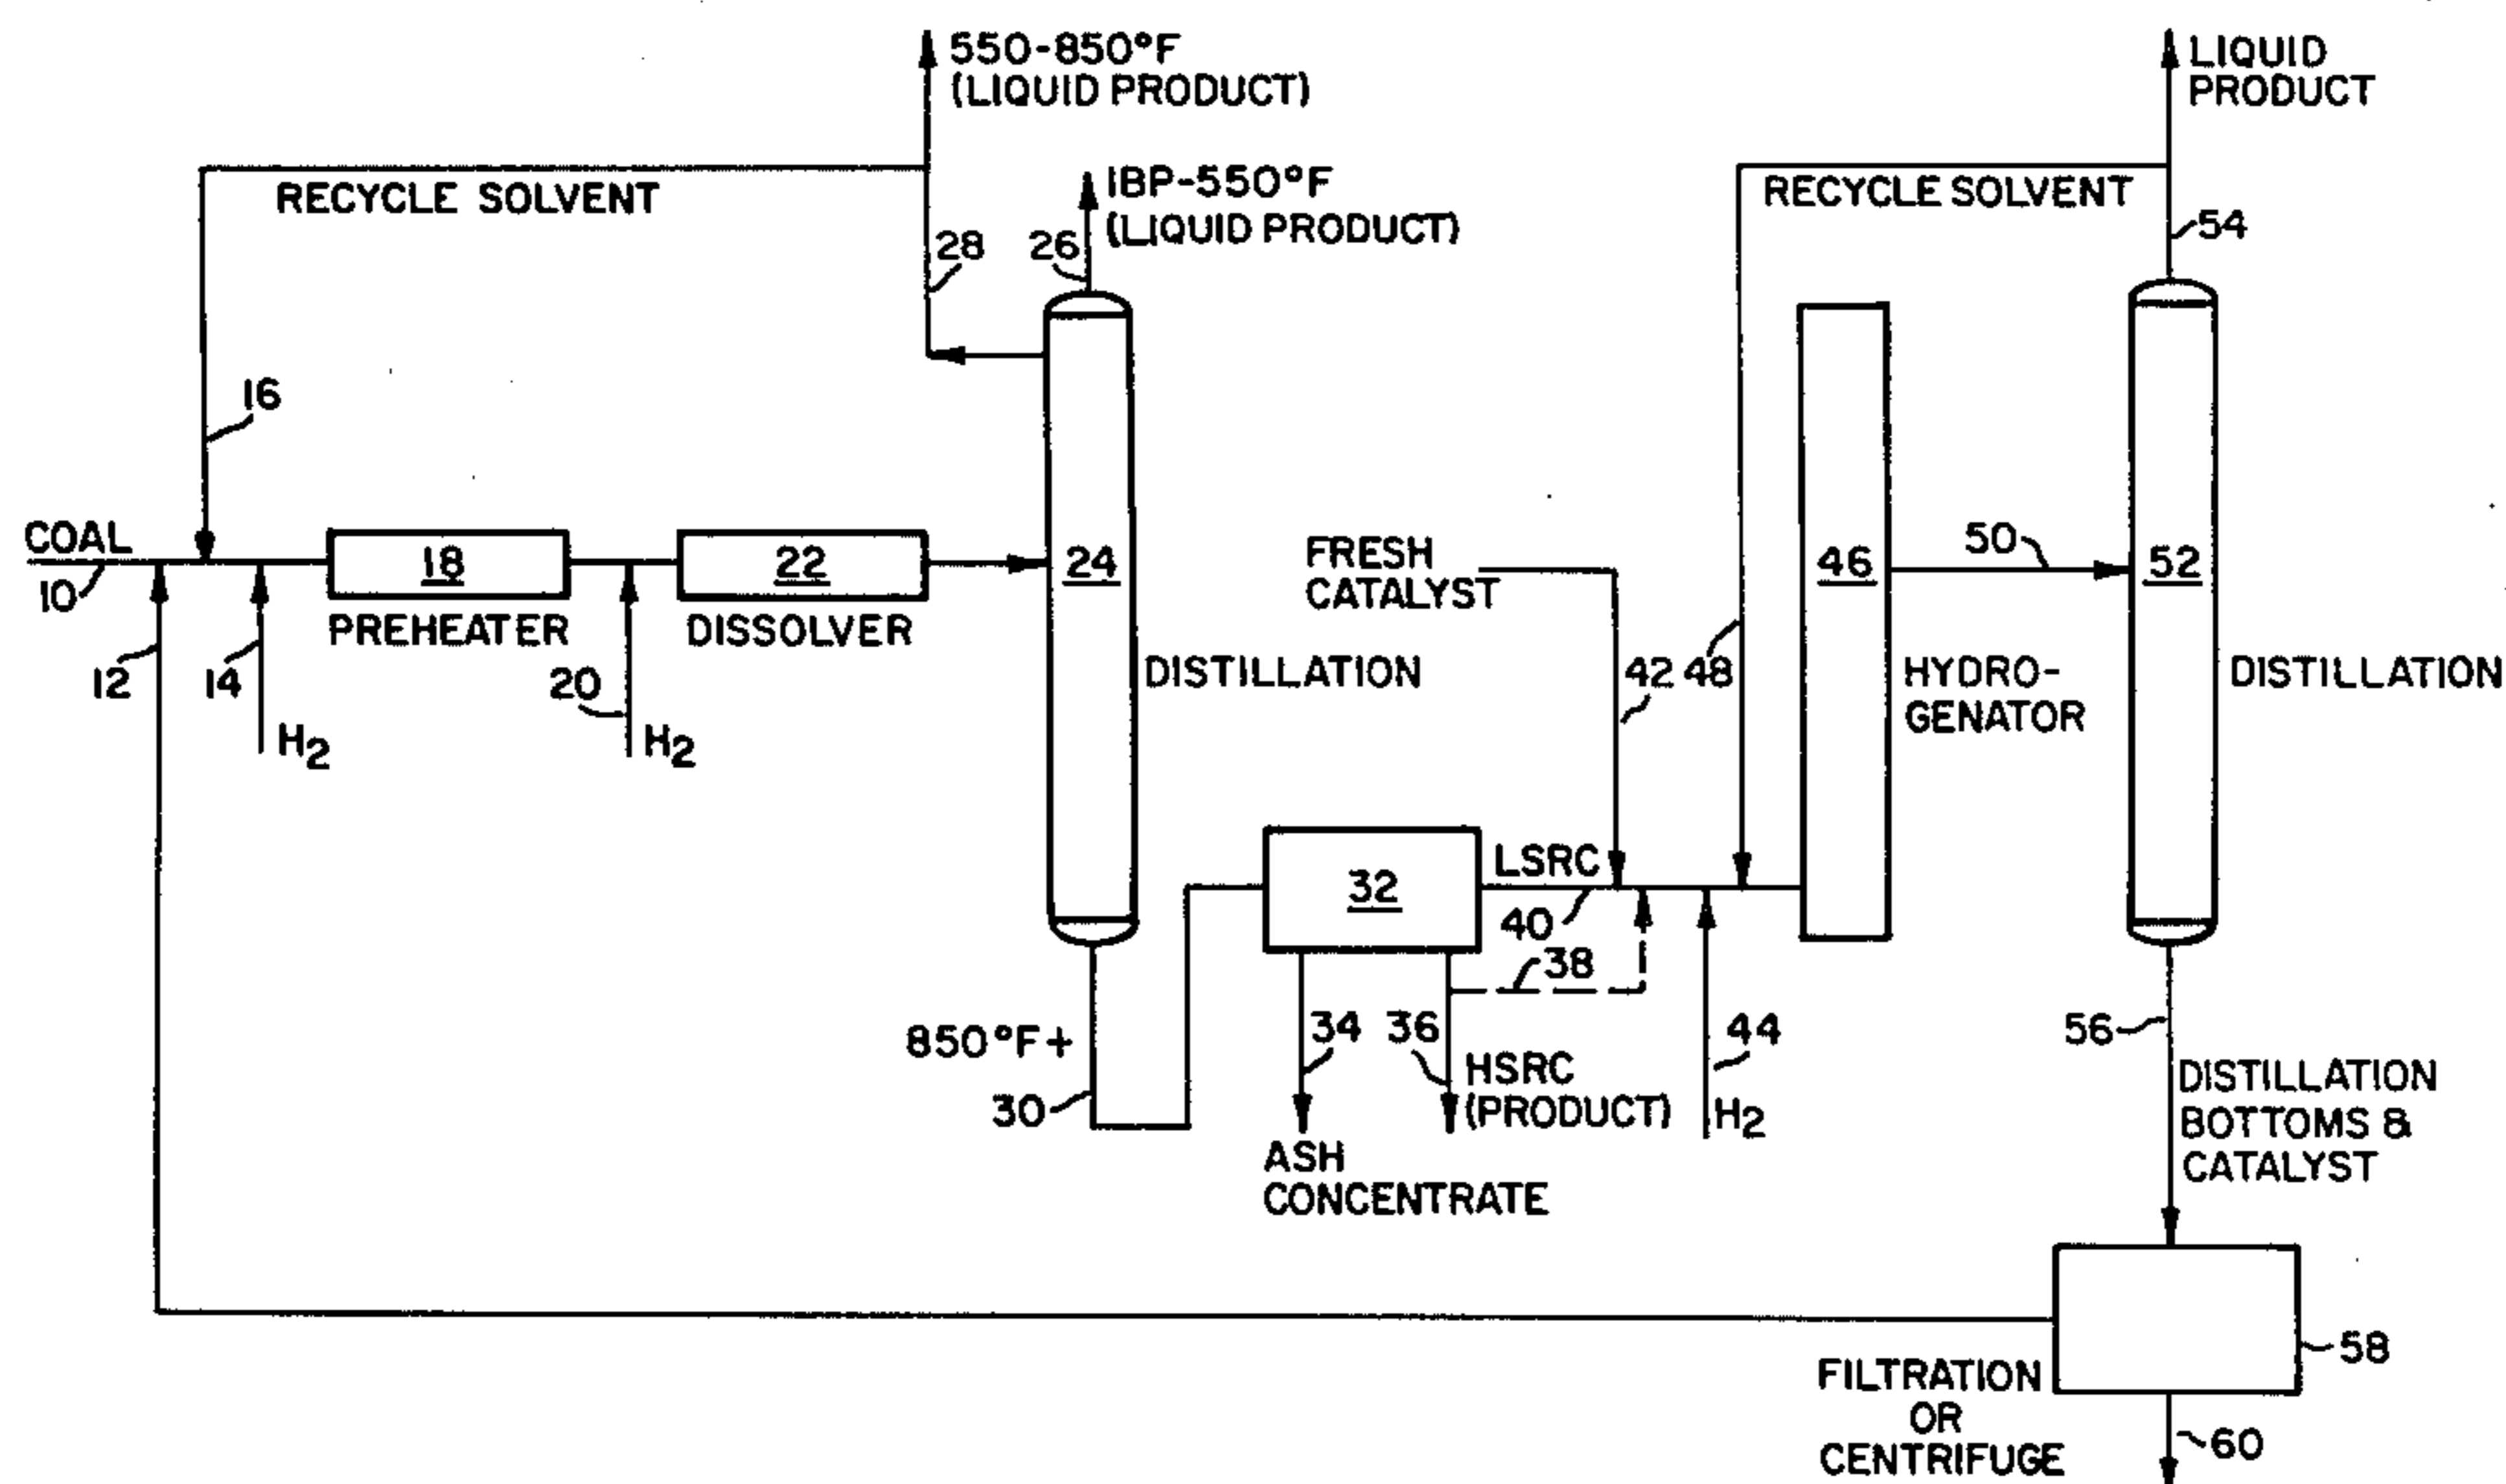 550-850°F
(LIQUID PRODUCT)
LIQUID
PRODUCT
RECYCLE SOLVENT
IBP-550°F
(LIQUID PRODUCT)
RECYCLE SOLVENT
28
26
54
16
COAL
10
18
PREHEATER
22
DISSOLVER
24
DISTILLATION
12
14
H2
20
H2
FRESH
CATALYST
42
48
46
HYDRO-
GENATOR
50
52
DISTILLATION
32
LSRC
40
38
850°F+
30
34
36
ASH
CONCENTRATE
HSRC
(PRODUCT)
44
H2
56
DISTILLATION
BOTTOMS &
CATALYST
58
FILTRATION
OR
CENTRIFUGE
60